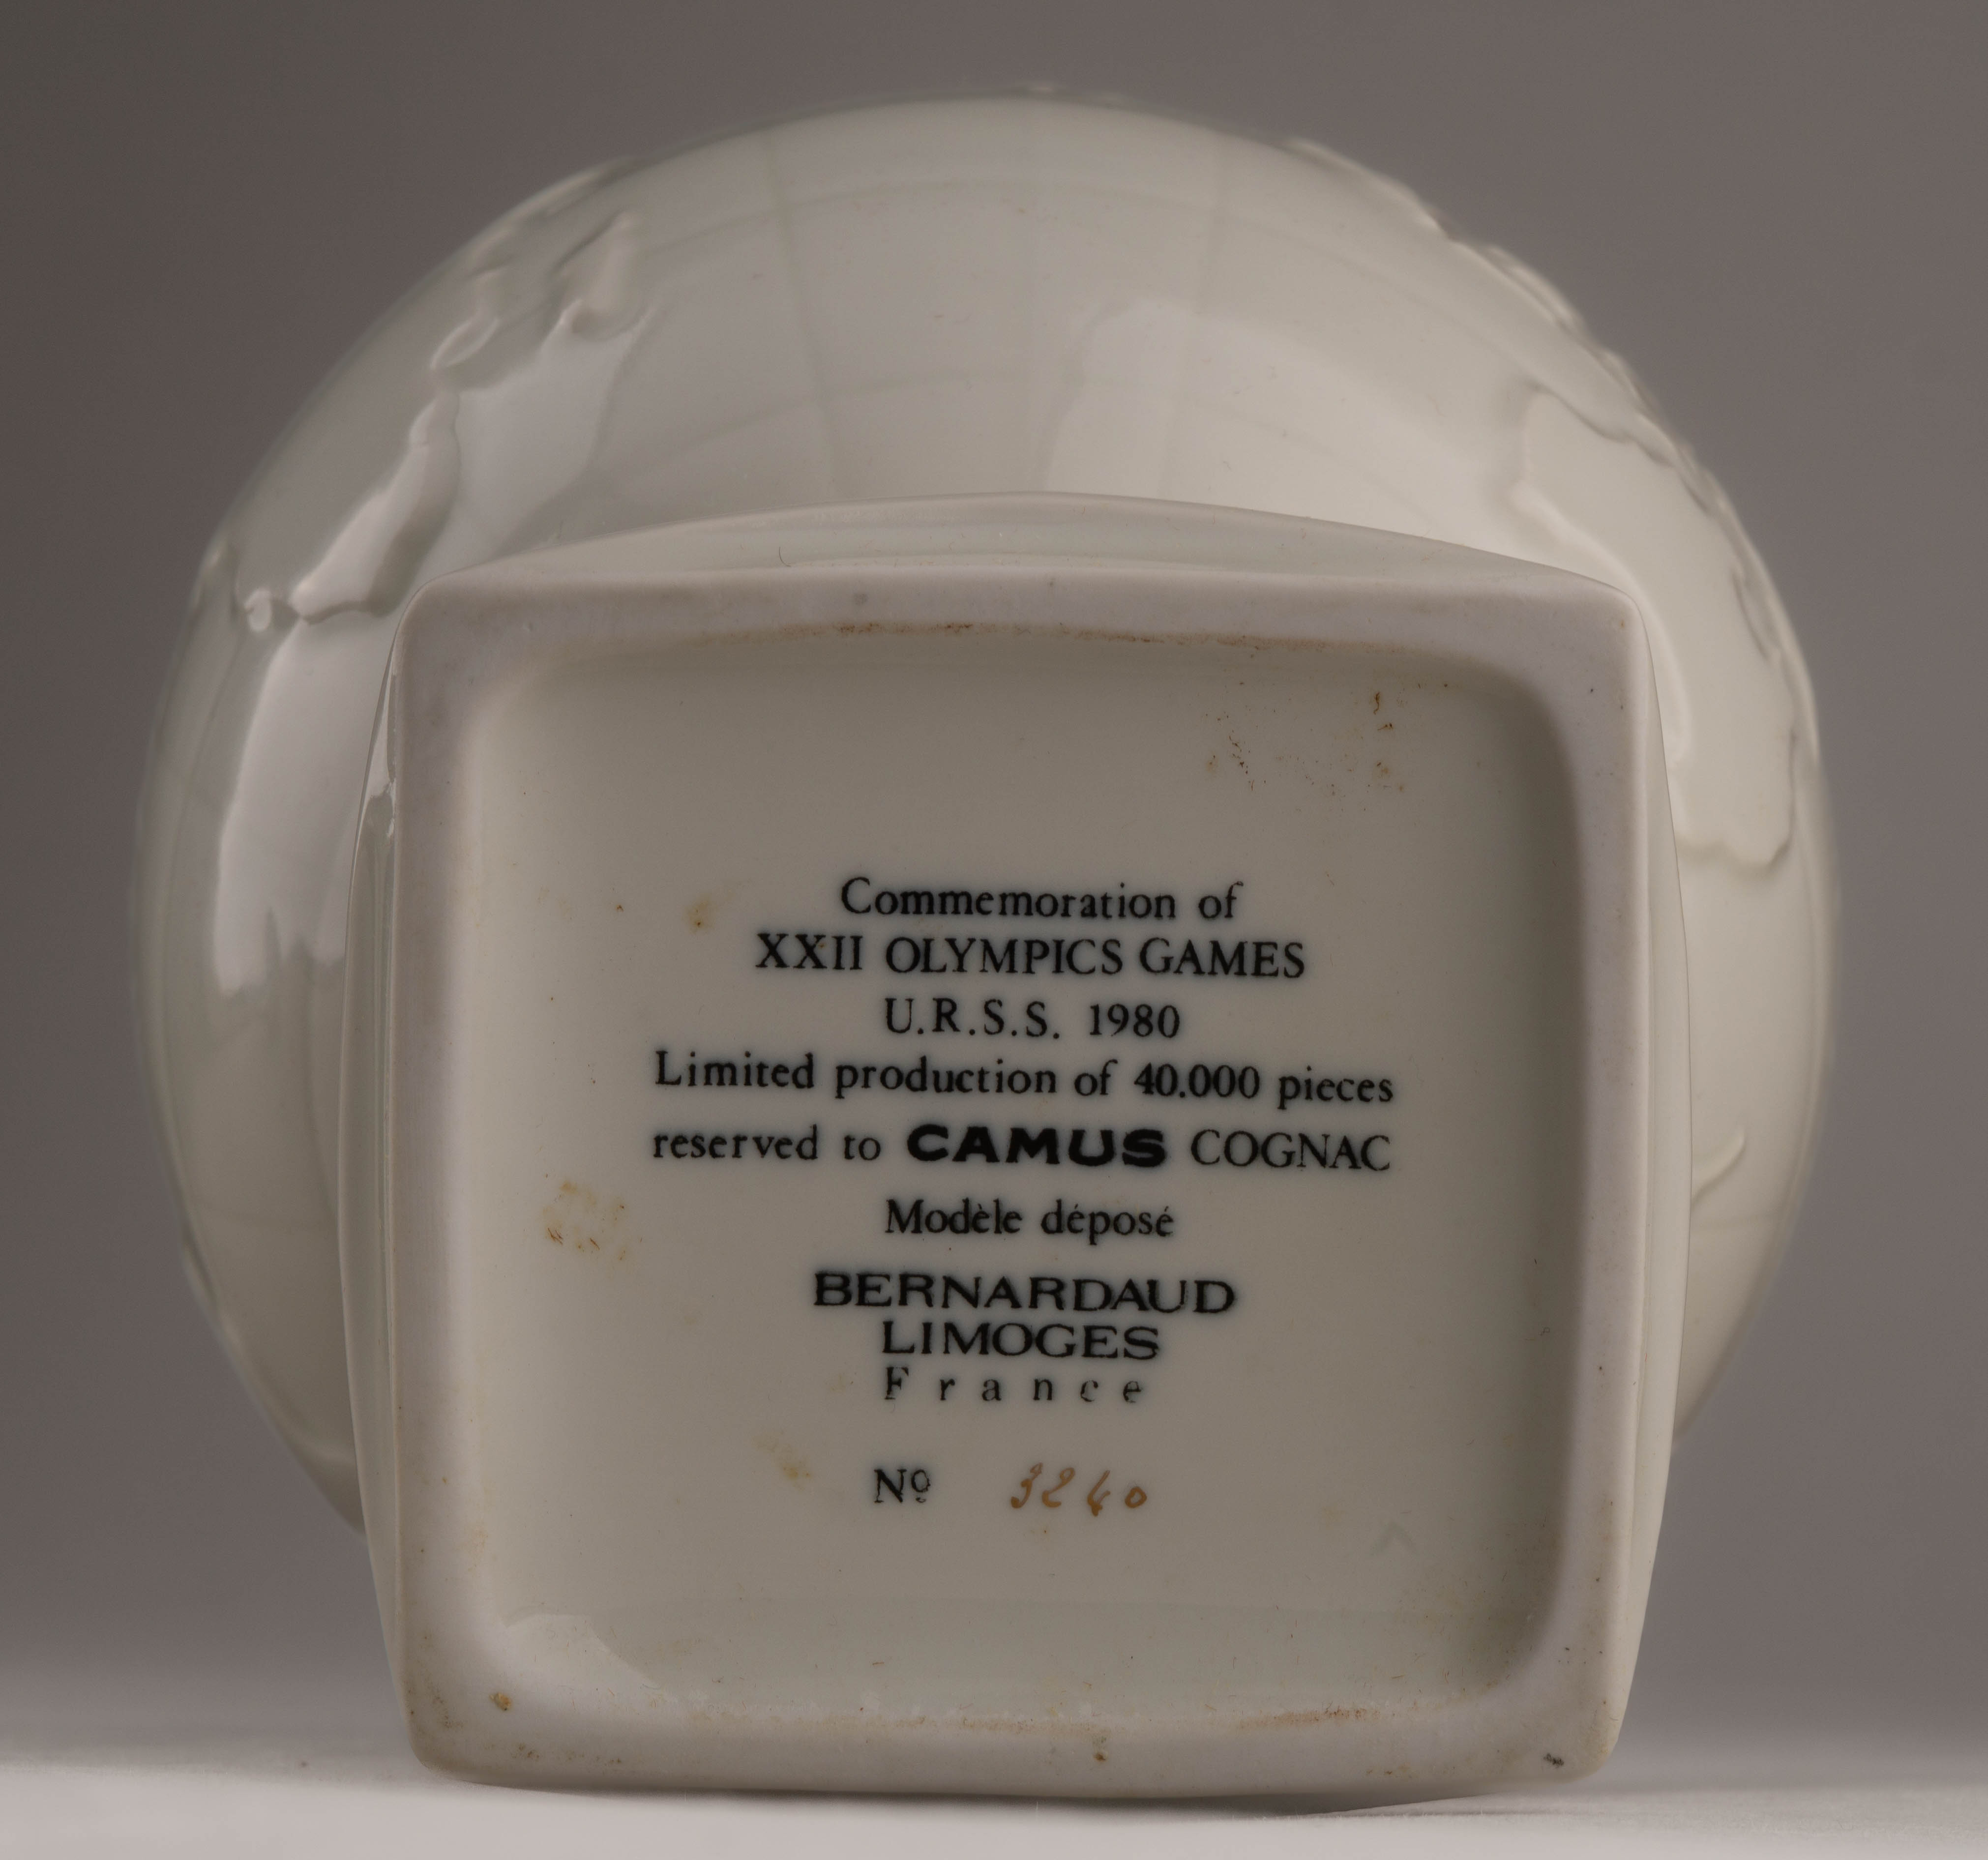 Commemoration of
XXII OLYMPICS GAMES
U.R.S.S. 1980
Limited production of 40.000 pieces
reserved to CAMUS COGNAC
Modèle déposé
BERNARDAUD
LIMOGES
France
Nº 3240